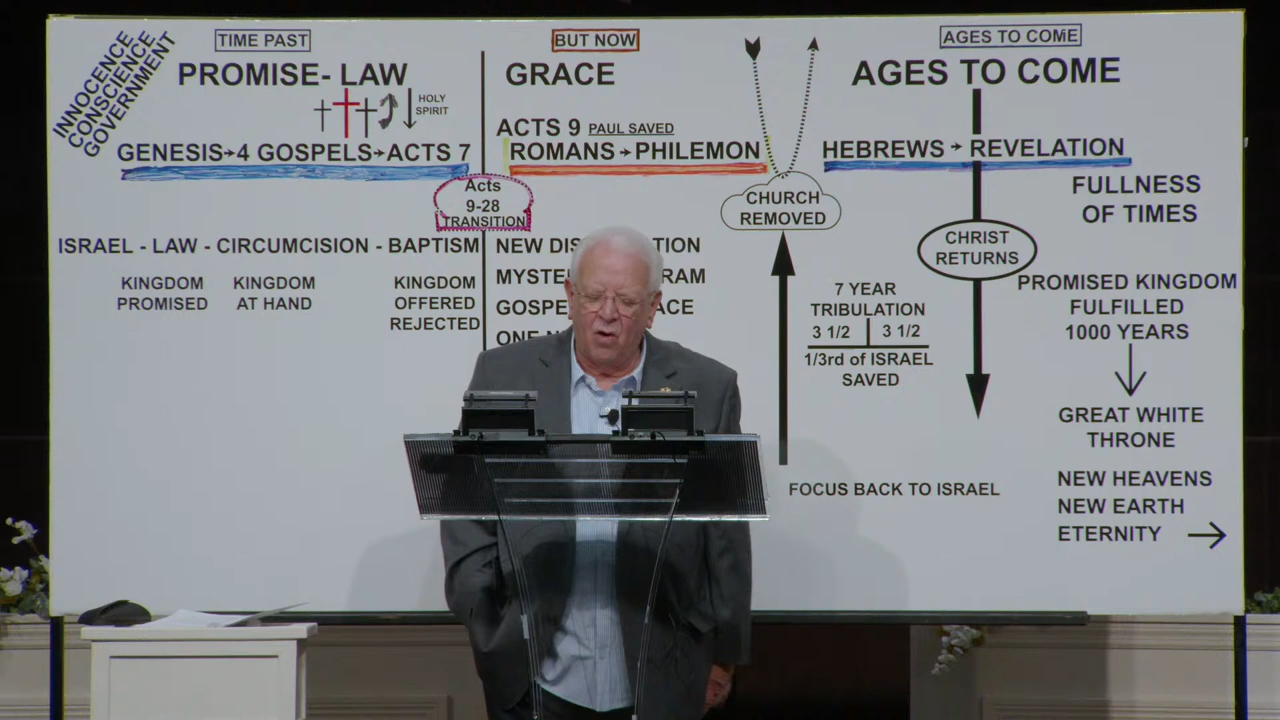 INNOCENCE
CONSCIENCE
GOVERNMENT
TIME PAST
PROMISE- LAW
HOLY
SPIRIT
GENESIS→4 GOSPELS→ACTS 7
Acts
9-28
TRANSITION
ISRAEL - LAW - CIRCUMCISION - BAPTISM
KINGDOM
PROMISED
KINGDOM
AT HAND
KINGDOM
OFFERED
REJECTED
BUT NOW
GRACE
ACTS 9 PAUL SAVED
ROMANS → PHILEMON
NEW
GOSPEL
CHURCH
REMOVED
AGES TO COME
AGES TO COME
HEBREWS → REVELATION
CHRIST
RETURNS
7 YEAR
TRIBULATION
3 1/2 3 1/2
1/3rd of ISRAEL
SAVED
FOCUS BACK TO ISRAEL
FULLNESS
OF TIMES
PROMISED KINGDOM
FULFILLED
1000 YEARS
GREAT WHITE
THRONE
NEW HEAVENS
NEW EARTH
ETERNITY →